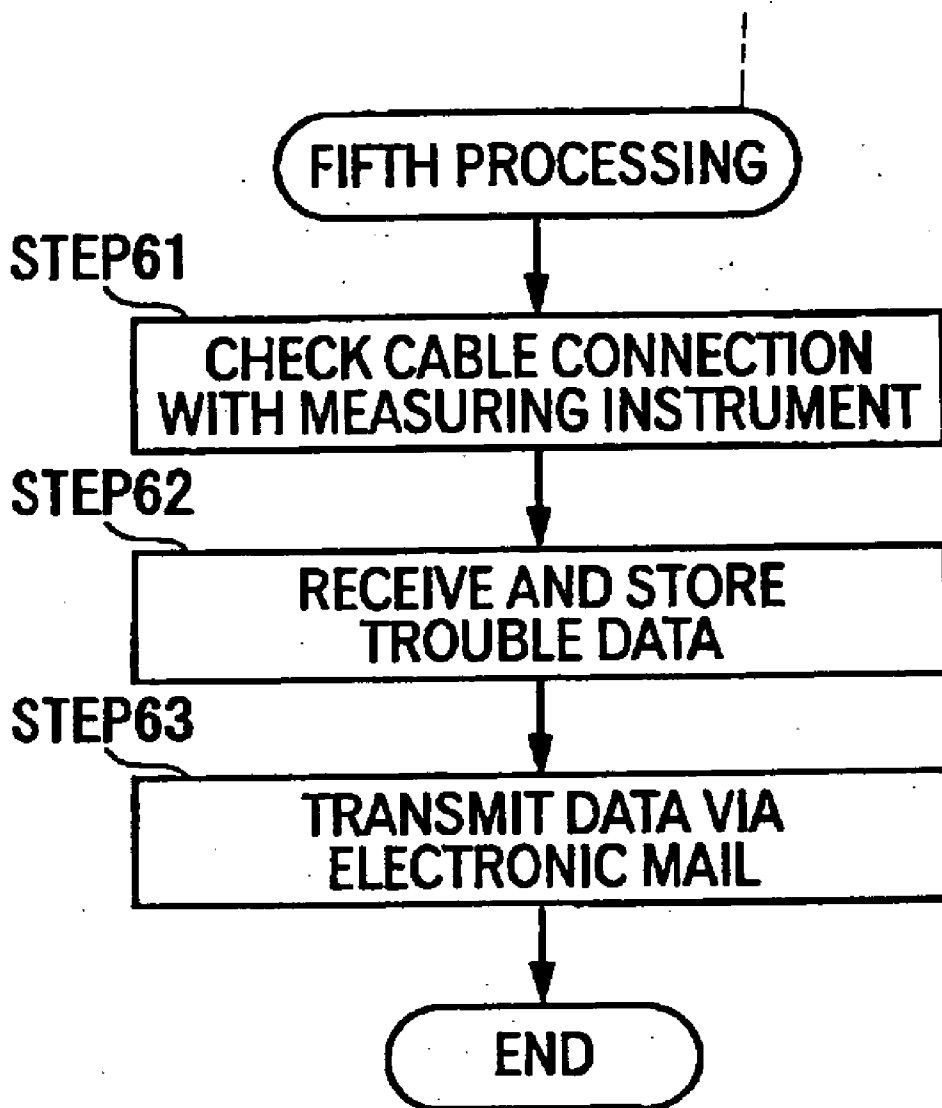 FIFTH PROCESSING
STEP61
CHECK CABLE CONNECTION
WITH MEASURING INSTRUMENT
STEP62
RECEIVE AND STORE
TROUBLE DATA
STEP63
TRANSMIT DATA VIA
ELECTRONIC MAIL
END